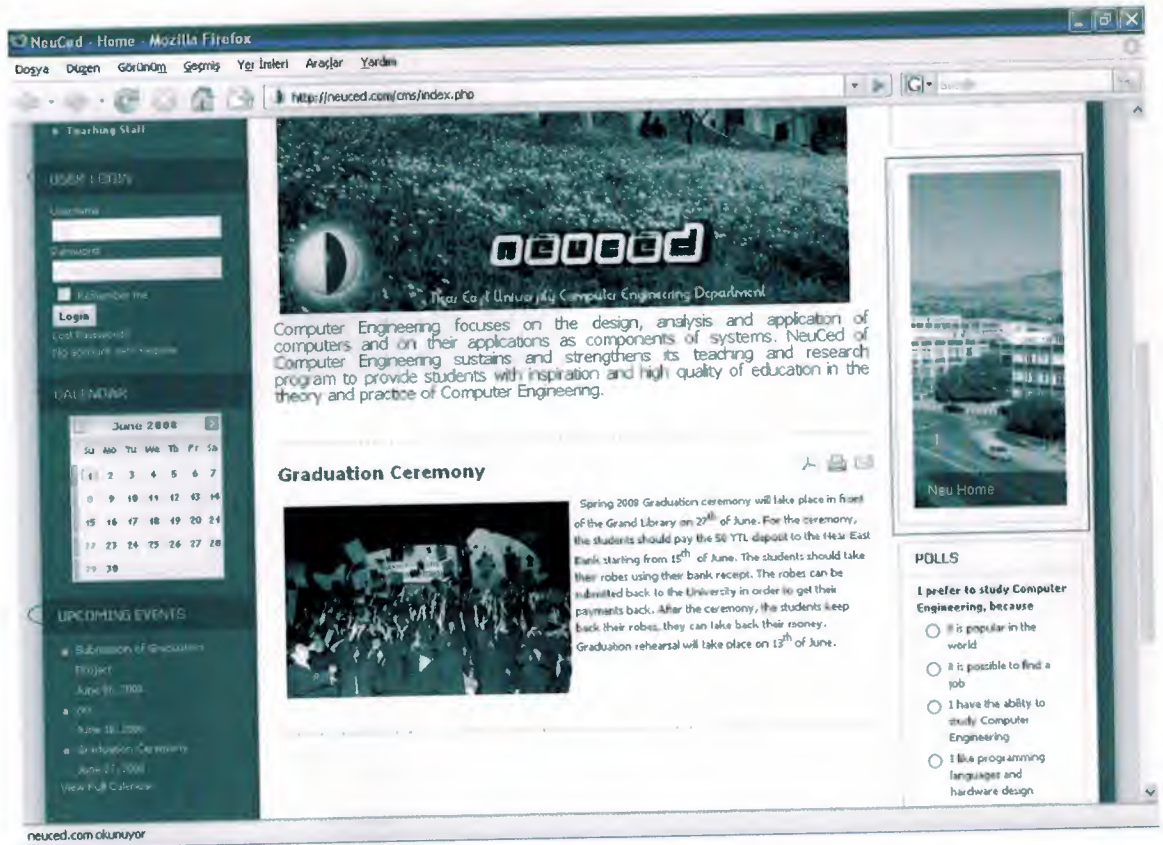 NeuCed - Home - Mozilla Firefox
Dosya Düzen Görünüm Geçmiş Yer İmleri Araçlar Yardım
http://neuced.com/cms/index.php
Teaching Staff
USER LOGIN
Username
Password
Remember me
Login
Lost Password?
No account yet? Register
CALENDAR
June 2008
Su Mo Tu We Th Fr Sa
1 2 3 4 5 6 7
8 9 10 11 12 13 14
15 16 17 18 19 20 21
22 23 24 25 26 27 28
29 30
UPCOMING EVENTS
Submission of Graduation
Project
June
June
Graduation Ceremony
June 27, 2008
View Full Calendar
neuced
Near East University Computer Engineering Department
Computer Engineering focuses on the design, analysis and application of
computers and on their applications as components of systems. NeuCed of
Computer Engineering sustains and strengthens its teaching and research
program to provide students with inspiration and high quality of education in the
theory and practice of Computer Engineering.
Graduation Ceremony
Spring 2008 Graduation ceremony will take place in front
of the Grand Library on 27th of June. For the ceremony,
the students should pay the 50 YTL deposit to the Near East
Bank starting from 15th of June. The students should take
their robes using their bank receipt. The robes can be
submitted back to the University in order to get their
payments back. After the ceremony, the students keep
back their robes, they can take back their money.
Graduation rehearsal will take place on 13th of June.
Neu Home
POLLS
I prefer to study Computer
Engineering, because
it is popular in the
world
it is possible to find a
job
I have the ability to
study Computer
Engineering
I like programming
languages and
hardware design
neuced.com okunuyor